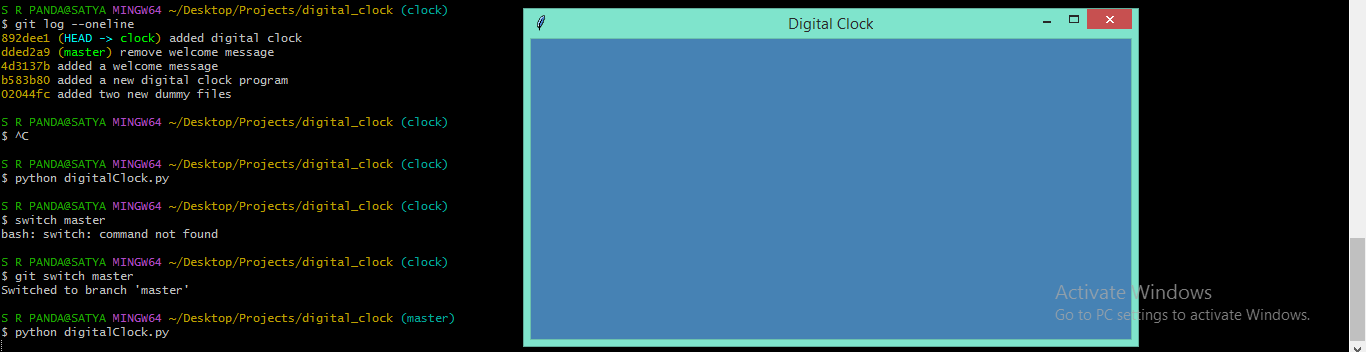 S R PANDA@SATYA MINGW64 ~/Desktop/Projects/digital_clock (clock)
$ git log --oneline
892dee1 (HEAD -> clock) added digital clock
dded2a9 (master) remove welcome message
4d3137b added a welcome message
b583b80 added a new digital clock program
02044fc added two new dummy files
S R PANDA@SATYA MINGW64 ~/Desktop/Projects/digital_clock (clock)
$ ^C
S R PANDA@SATYA MINGW64 ~/Desktop/Projects/digital_clock (clock)
$ python digitalClock.py
S R PANDA@SATYA MINGW64 ~/Desktop/Projects/digital_clock (clock)
$ switch master
bash: switch: command not found
S R PANDA@SATYA MINGW64 ~/Desktop/Projects/digital_clock (clock)
$ git switch master
Switched to branch 'master'
S R PANDA@SATYA MINGW64 ~/Desktop/Projects/digital_clock (master)
$ python digitalClock.py
Digital Clock
Activate Windows
Go to PC settings to activate Windows.